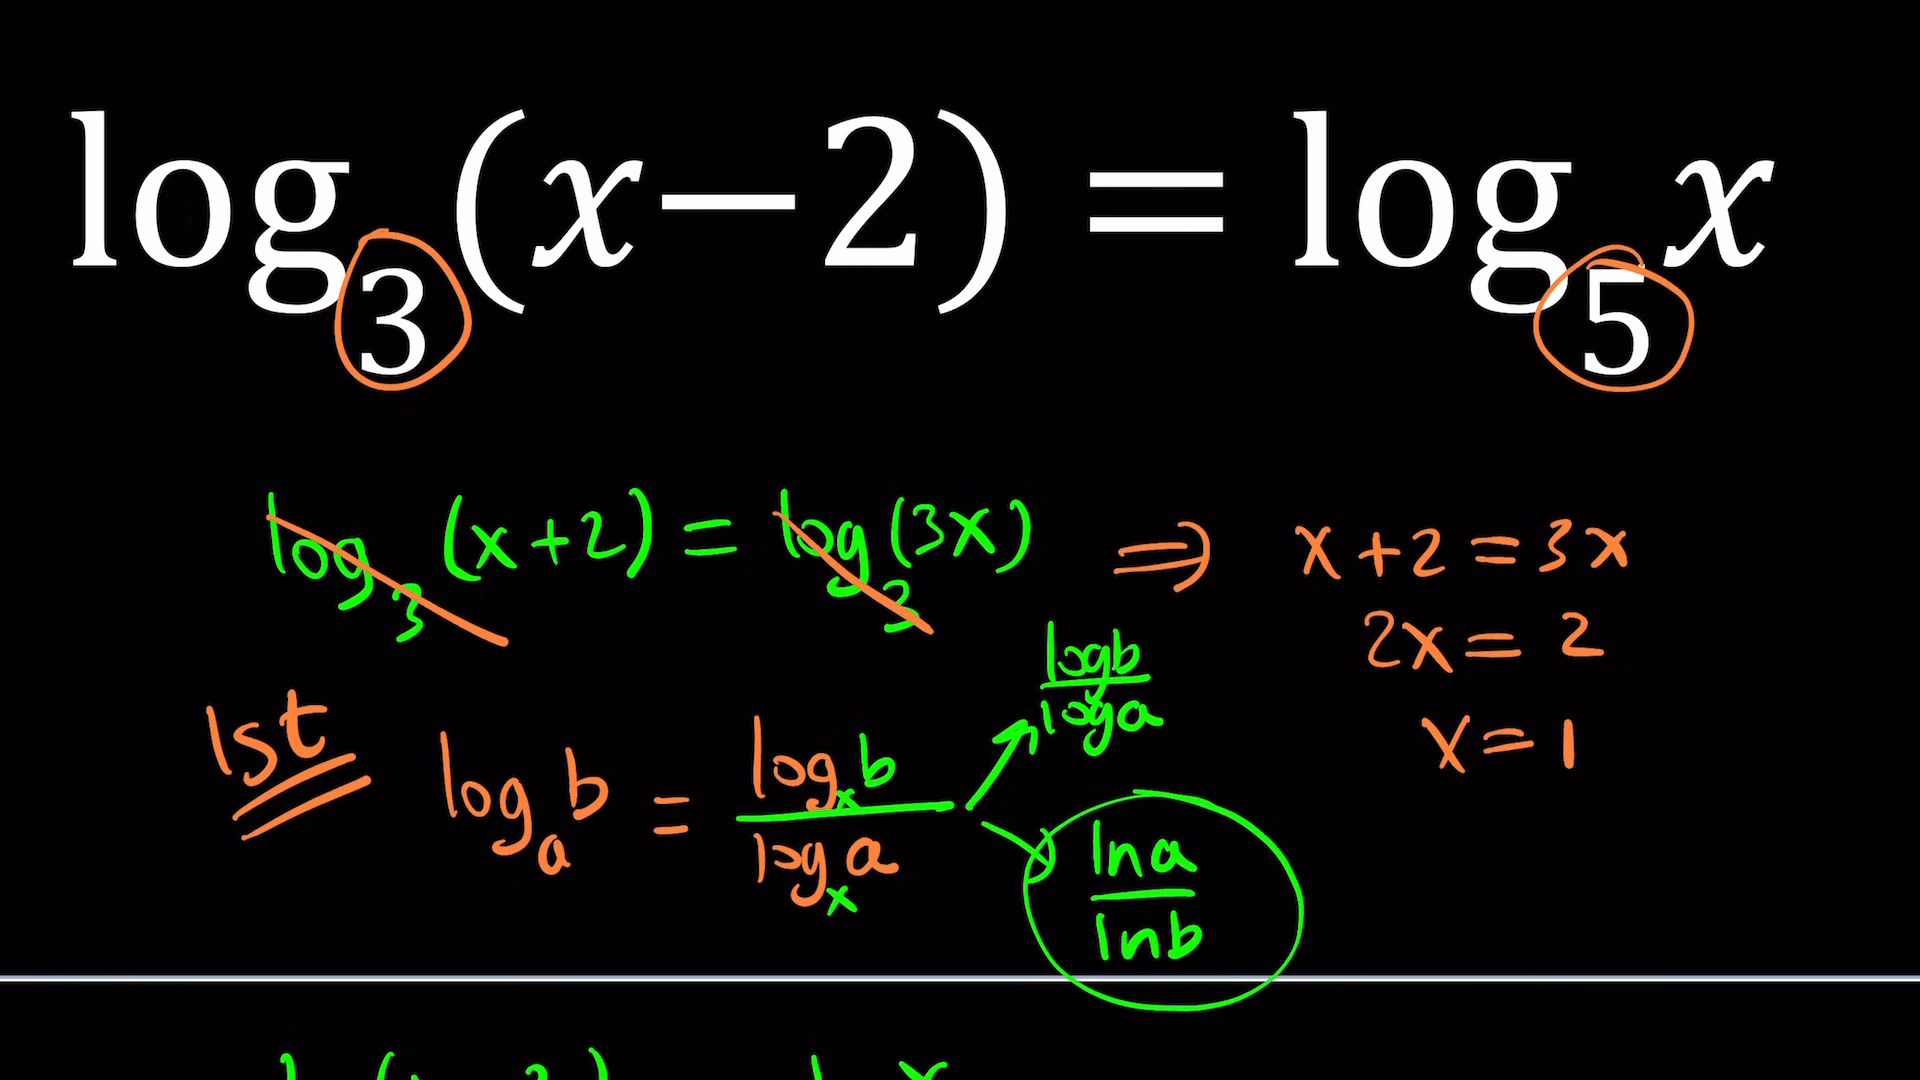 log₃(x−2) = log₅x
log₃ (x+2) = log₃ (3x) ⇒ x+2 = 3x
2x = 2
x = 1
1st logₐb = logₓb / logₓa
logb / loga
lna / lnb